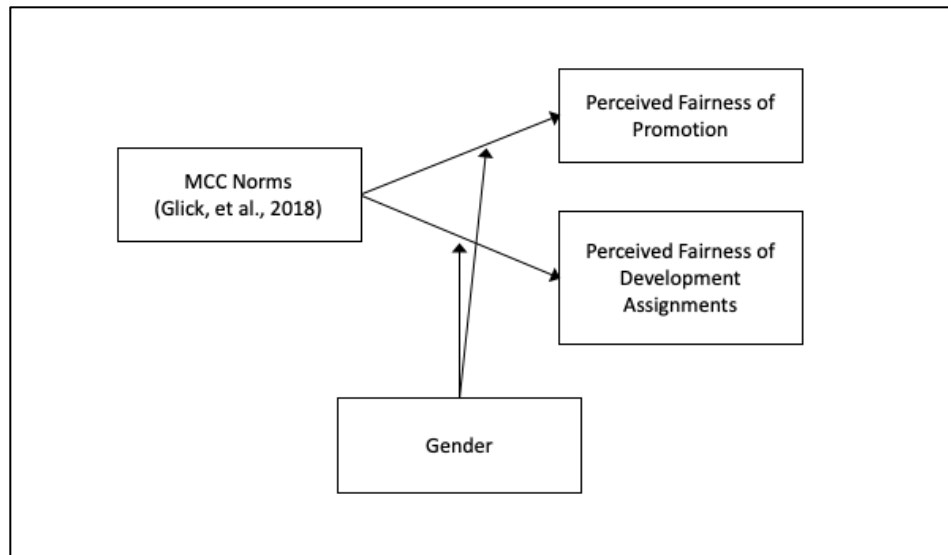 Perceived Fairness of
Promotion
MCC Norms
(Glick, et al., 2018)
Perceived Fairness of
Development
Assignments
Gender